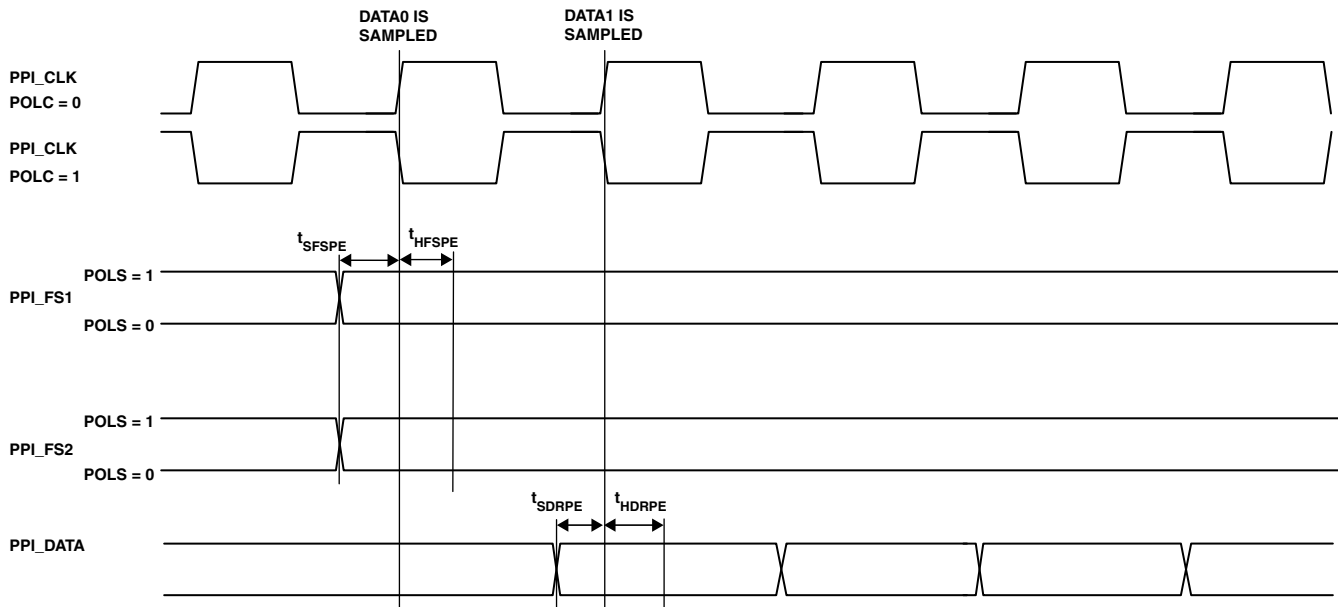 DATA0 IS
SAMPLED
DATA1 IS
SAMPLED
PPI_CLK
POLC = 0
PPI_CLK
POLC = 1
tSFSPE
tHFSPE
POLS = 1
PPI_FS1
POLS = 0
POLS = 1
PPI_FS2
POLS = 0
tSDRPE
tHDRPE
PPI_DATA